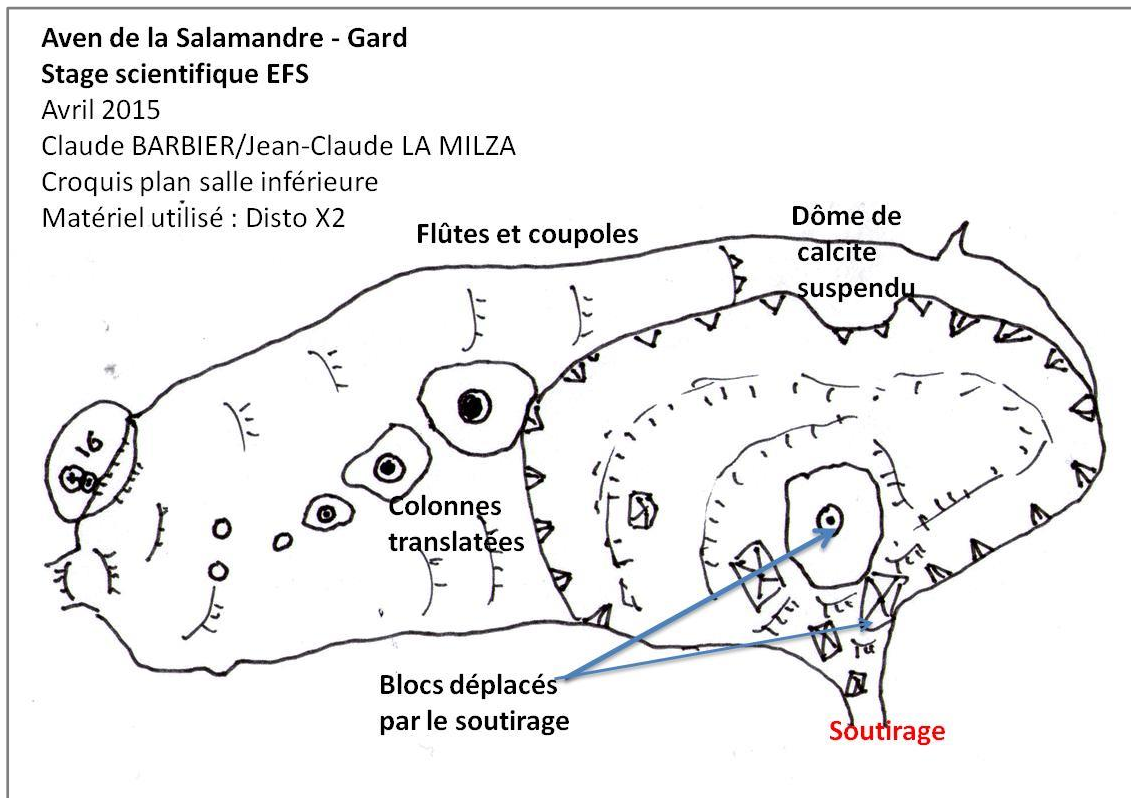 Aven de la Salamandre - Gard
Stage scientifique EFS
Avril 2015
Claude BARBIER/Jean-Claude LA MILZA
Croquis plan salle inférieure
Matériel utilisé : Disto X2
Flûtes et coupoles
Dôme de
calcite
suspendu
16
Colonnes
translatées
Blocs déplacés
par le soutirage
Soutirage